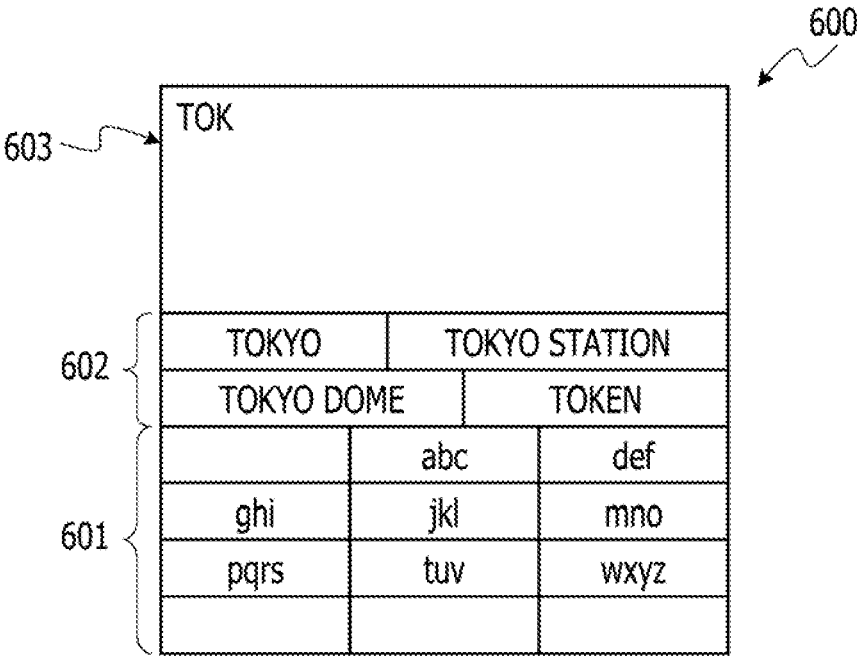 600
TOK
603
TOKYO TOKYO STATION
602
TOKYO DOME TOKEN
abc def
ghi jkl mno
601
pqrs tuv wxyz